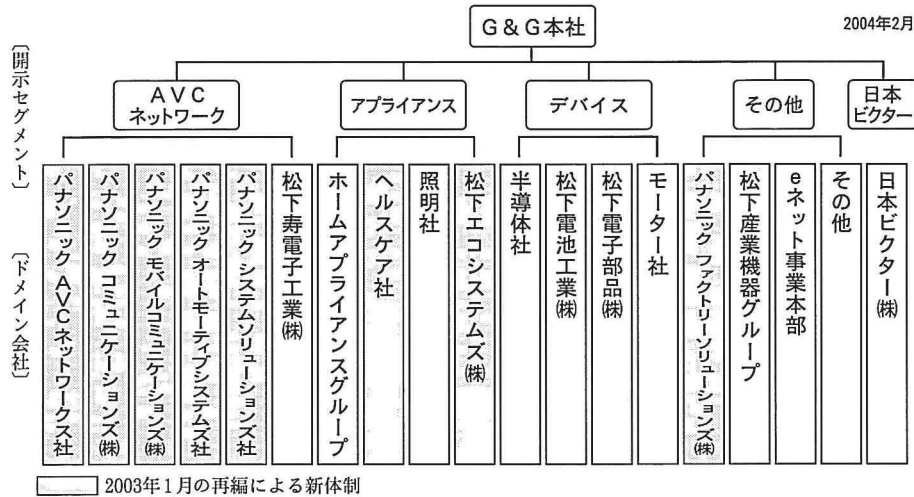 G&G本社
2004年2月
〔開示セグメント〕
AVC
ネットワーク
アプライアンス
デバイス
その他
日本
ビクター
〔ドメイン会社〕
パナソニック AVCネットワークス社
パナソニック コミュニケーションズ㈱
パナソニック モバイルコミュニケーションズ㈱
パナソニック オートモーティブシステムズ社
パナソニック システムソリューションズ社
松下寿電子工業㈱
ホームアプライアンスグループ
ヘルスケア社
照明社
松下エコシステムズ㈱
半導体社
松下電池工業㈱
松下電子部品㈱
モーター社
パナソニック ファクトリーソリューションズ㈱
松下産業機器グループ
eネット事業本部
その他
日本ビクター㈱
2003年1月の再編による新体制